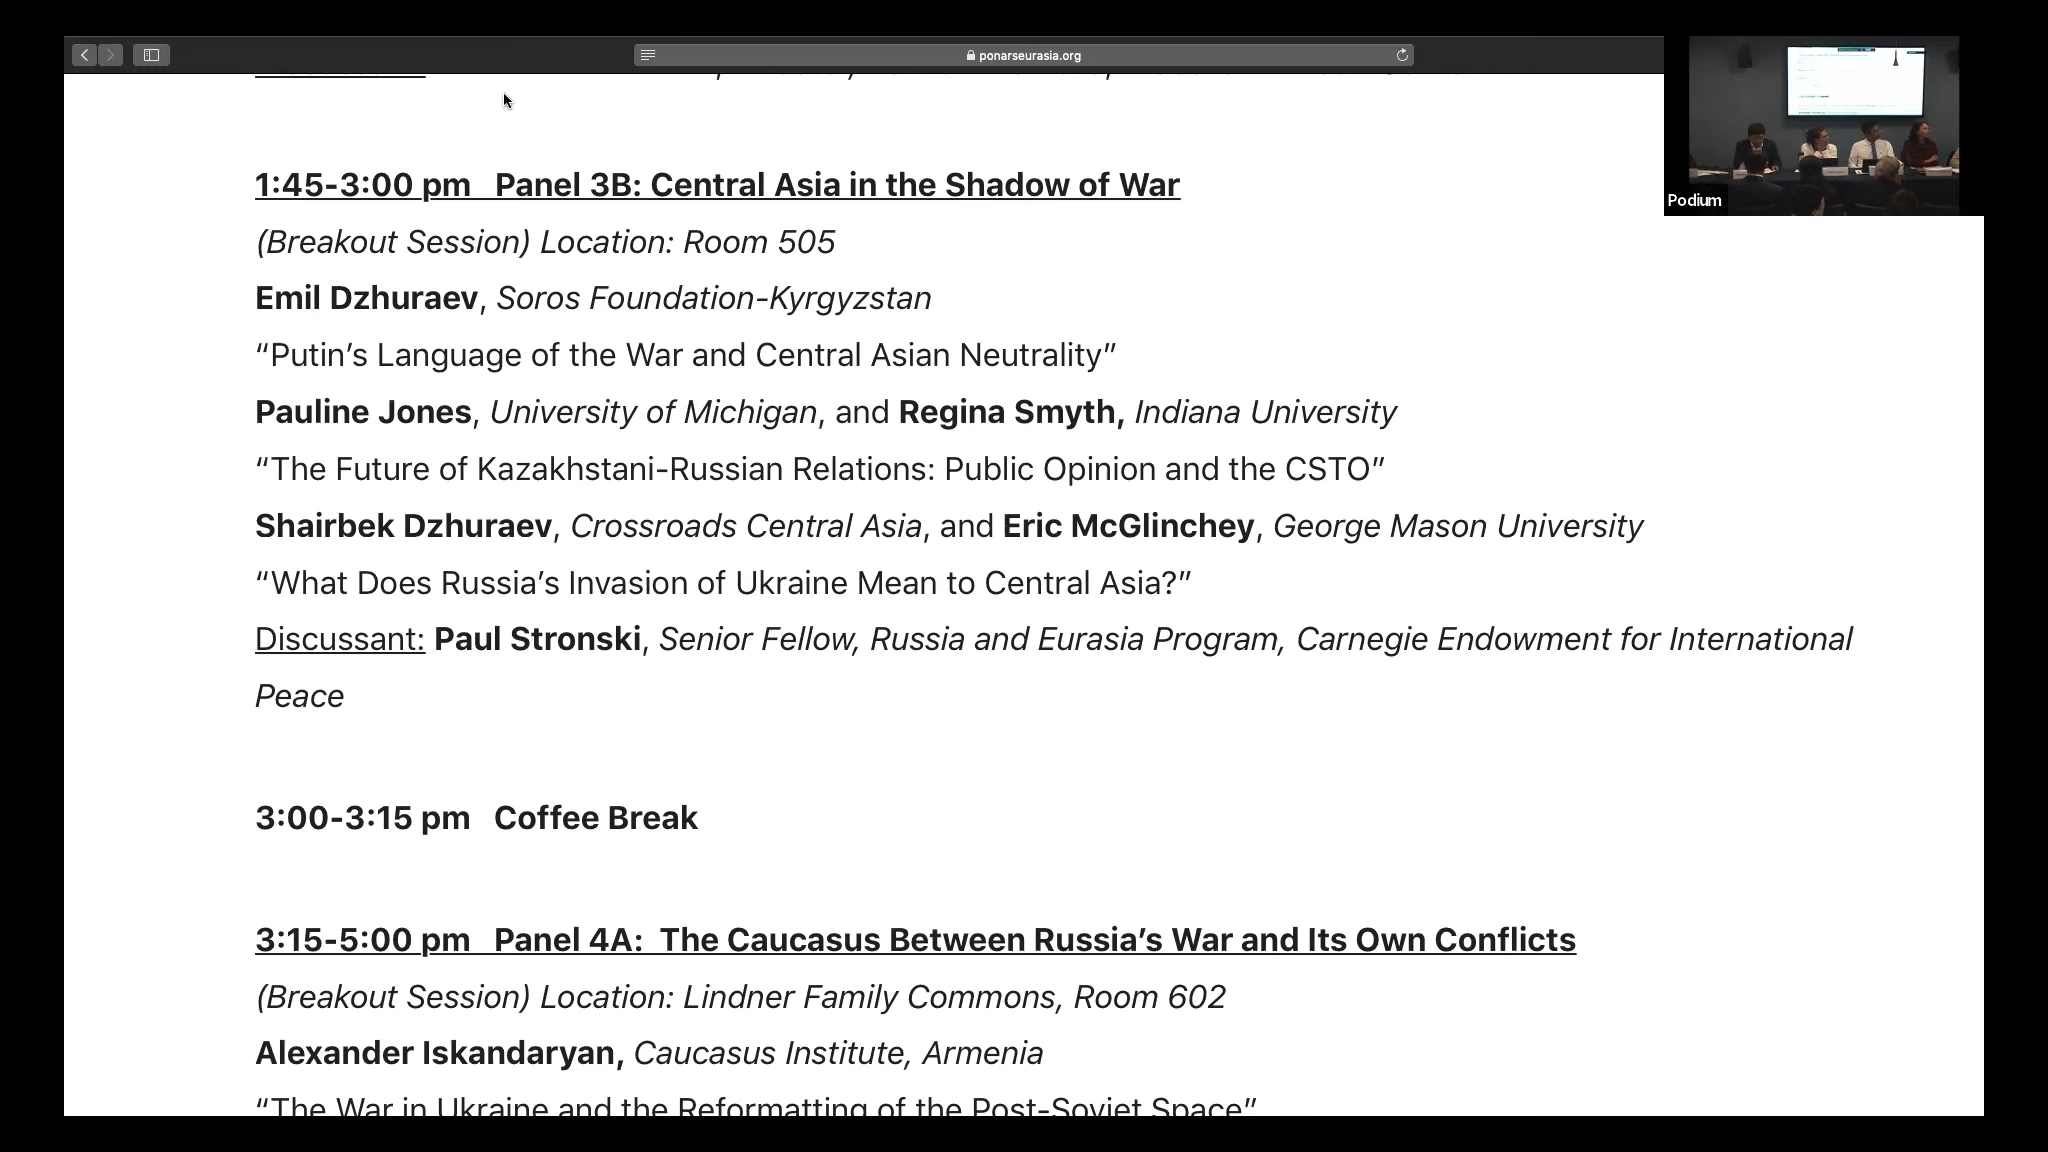 ponarseurasia.org
Podium
1:45-3:00 pm Panel 3B: Central Asia in the Shadow of War
(Breakout Session) Location: Room 505
Emil Dzhuraev, Soros Foundation-Kyrgyzstan
“Putin’s Language of the War and Central Asian Neutrality”
Pauline Jones, University of Michigan, and Regina Smyth, Indiana University
“The Future of Kazakhstani-Russian Relations: Public Opinion and the CSTO”
Shairbek Dzhuraev, Crossroads Central Asia, and Eric McGlinchey, George Mason University
“What Does Russia’s Invasion of Ukraine Mean to Central Asia?”
Discussant: Paul Stronski, Senior Fellow, Russia and Eurasia Program, Carnegie Endowment for International
Peace
3:00-3:15 pm Coffee Break
3:15-5:00 pm Panel 4A: The Caucasus Between Russia’s War and Its Own Conflicts
(Breakout Session) Location: Lindner Family Commons, Room 602
Alexander Iskandaryan, Caucasus Institute, Armenia
“The War in Ukraine and the Reformatting of the Post-Soviet Space”